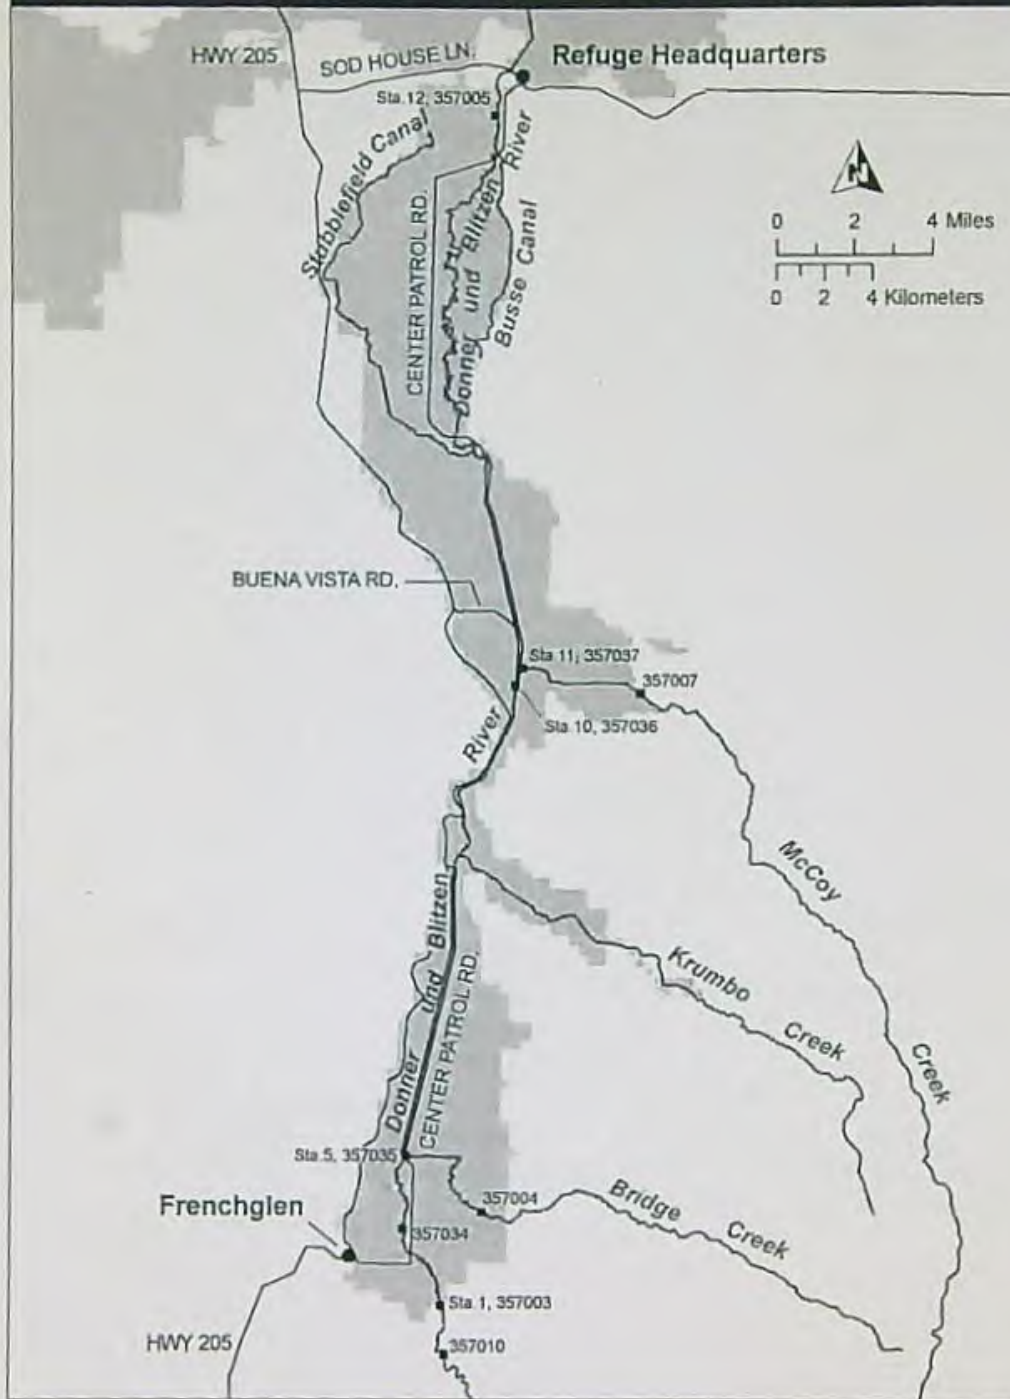 HWY 205
SOD HOUSE LN.
Refuge Headquarters
Sta. 12, 357005
Stubblefield Canal
CENTER PATROL RD.
Donner und Blitzen River
Busse Canal
N
0 2 4 Miles
0 2 4 Kilometers
BUENA VISTA RD.
Sta 11, 357037
357007
Sta. 10, 357036
River
McCoy
Creek
Krumbo
Creek
Donner und Blitzen
CENTER PATROL RD.
Sta. 5, 357035
Frenchglen
357004
Bridge
Creek
357034
Sta. 1, 357003
HWY 205
357010